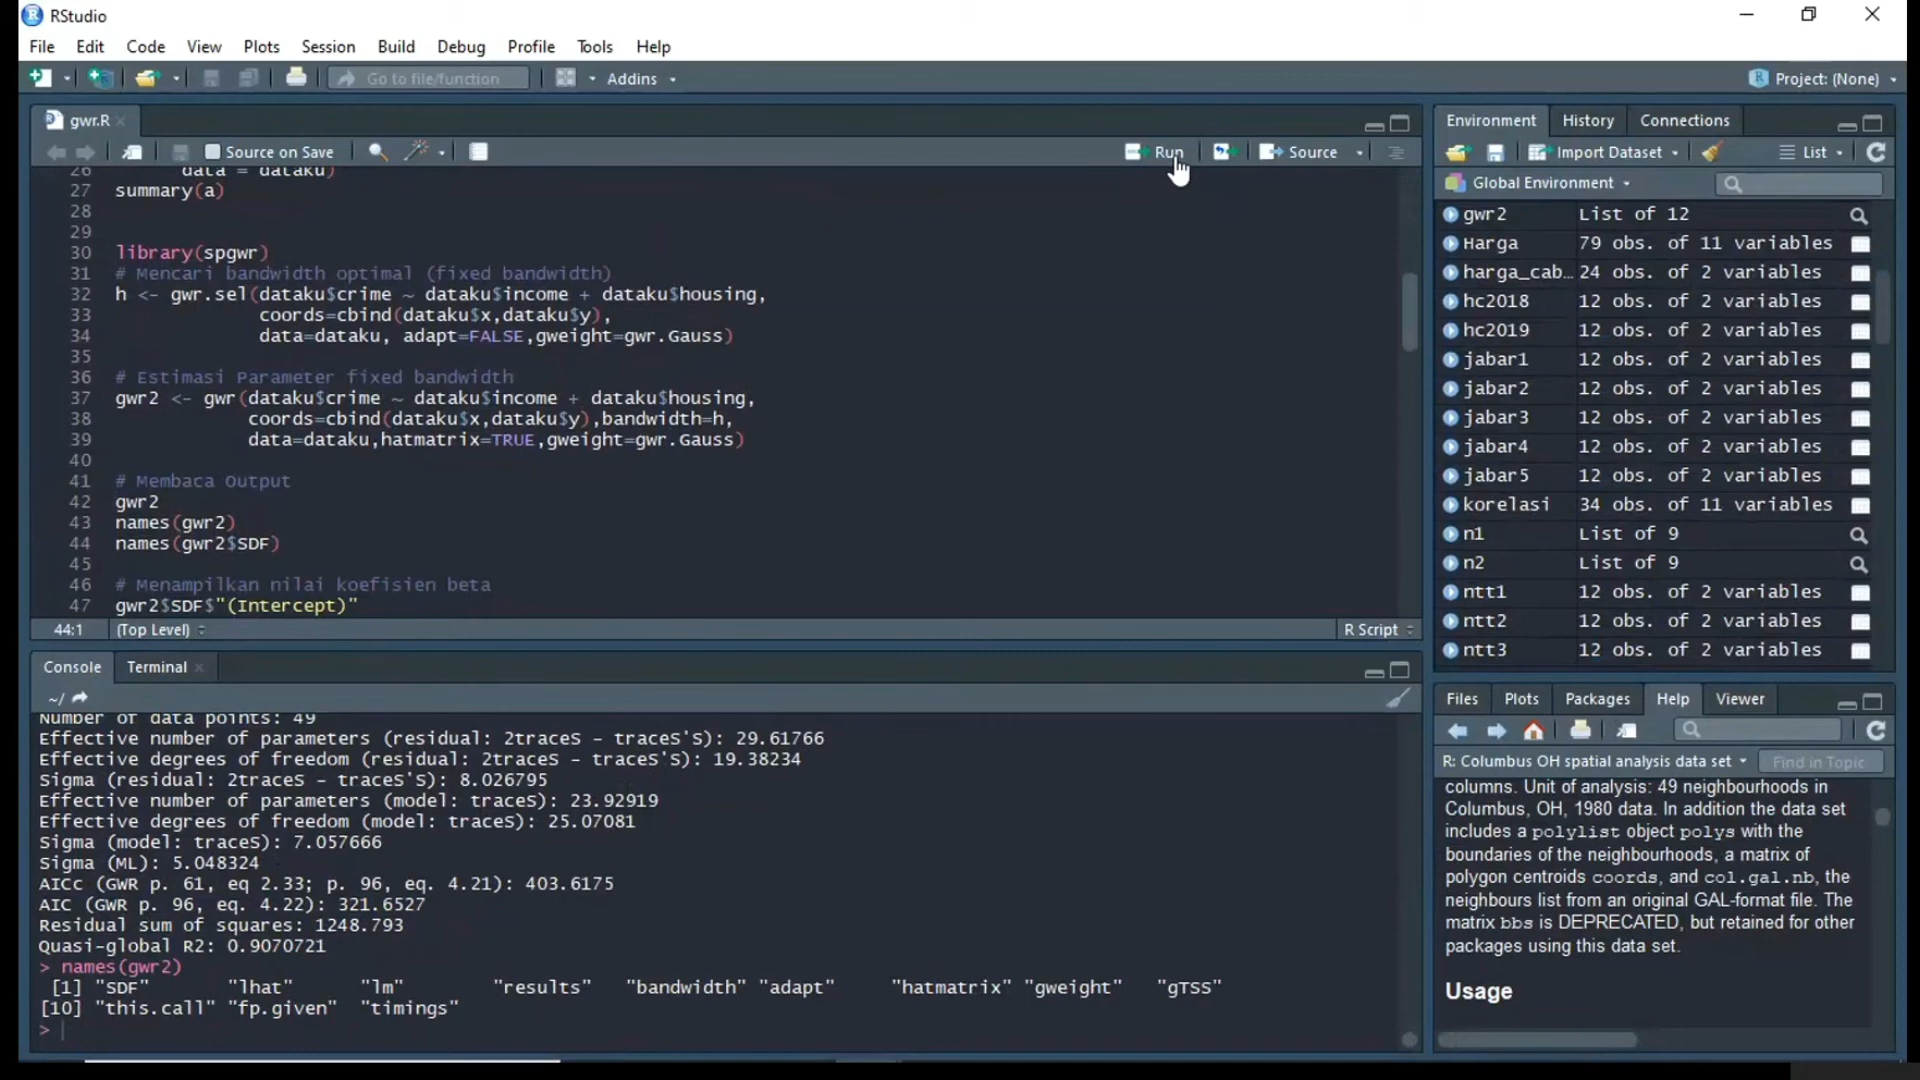 RStudio
File Edit Code View Plots Session Build Debug Profile Tools Help
Go to file/function Addins Project: (None)
gwr.R
Source on Save Run Source
26 data = dataku)
27 summary(a)
28
29
30 library(spgwr)
31 # Mencari bandwidth optimal (fixed bandwidth)
32 h <- gwr.sel(dataku$crime ~ dataku$income + dataku$housing,
33 coords=cbind(dataku$x,dataku$y),
34 data=dataku, adapt=FALSE,gweight=gwr.Gauss)
35
36 # Estimasi Parameter fixed bandwidth
37 gwr2 <- gwr(dataku$crime ~ dataku$income + dataku$housing,
38 coords=cbind(dataku$x,dataku$y),bandwidth=h,
39 data=dataku,hatmatrix=TRUE,gweight=gwr.Gauss)
40
41 # Membaca Output
42 gwr2
43 names(gwr2)
44 names(gwr2$SDF)
45
46 # Menampilkan nilai koefisien beta
47 gwr2$SDF$"(Intercept)"
44:1 (Top Level) R Script
Console Terminal
~/
Number of data points: 49
Effective number of parameters (residual: 2traceS - traceS'S): 29.61766
Effective degrees of freedom (residual: 2traceS - traceS'S): 19.38234
Sigma (residual: 2traceS - traceS'S): 8.026795
Effective number of parameters (model: traceS): 23.92919
Effective degrees of freedom (model: traceS): 25.07081
Sigma (model: traceS): 7.057666
Sigma (ML): 5.048324
AICc (GWR p. 61, eq 2.33; p. 96, eq. 4.21): 403.6175
AIC (GWR p. 96, eq. 4.22): 321.6527
Residual sum of squares: 1248.793
Quasi-global R2: 0.9070721
> names(gwr2)
[1] "SDF" "lhat" "lm" "results" "bandwidth" "adapt" "hatmatrix" "gweight" "gTSS"
[10] "this.call" "fp.given" "timings"
>
Environment History Connections
Import Dataset List
Global Environment
gwr2 List of 12
Harga 79 obs. of 11 variables
harga_cab… 24 obs. of 2 variables
hc2018 12 obs. of 2 variables
hc2019 12 obs. of 2 variables
jabar1 12 obs. of 2 variables
jabar2 12 obs. of 2 variables
jabar3 12 obs. of 2 variables
jabar4 12 obs. of 2 variables
jabar5 12 obs. of 2 variables
korelasi 34 obs. of 11 variables
n1 List of 9
n2 List of 9
ntt1 12 obs. of 2 variables
ntt2 12 obs. of 2 variables
ntt3 12 obs. of 2 variables
Files Plots Packages Help Viewer
R: Columbus OH spatial analysis data set Find in Topic
columns. Unit of analysis: 49 neighbourhoods in
Columbus, OH, 1980 data. In addition the data set
includes a polylist object polys with the
boundaries of the neighbourhoods, a matrix of
polygon centroids coords, and col.gal.nb, the
neighbours list from an original GAL-format file. The
matrix bbs is DEPRECATED, but retained for other
packages using this data set.
Usage